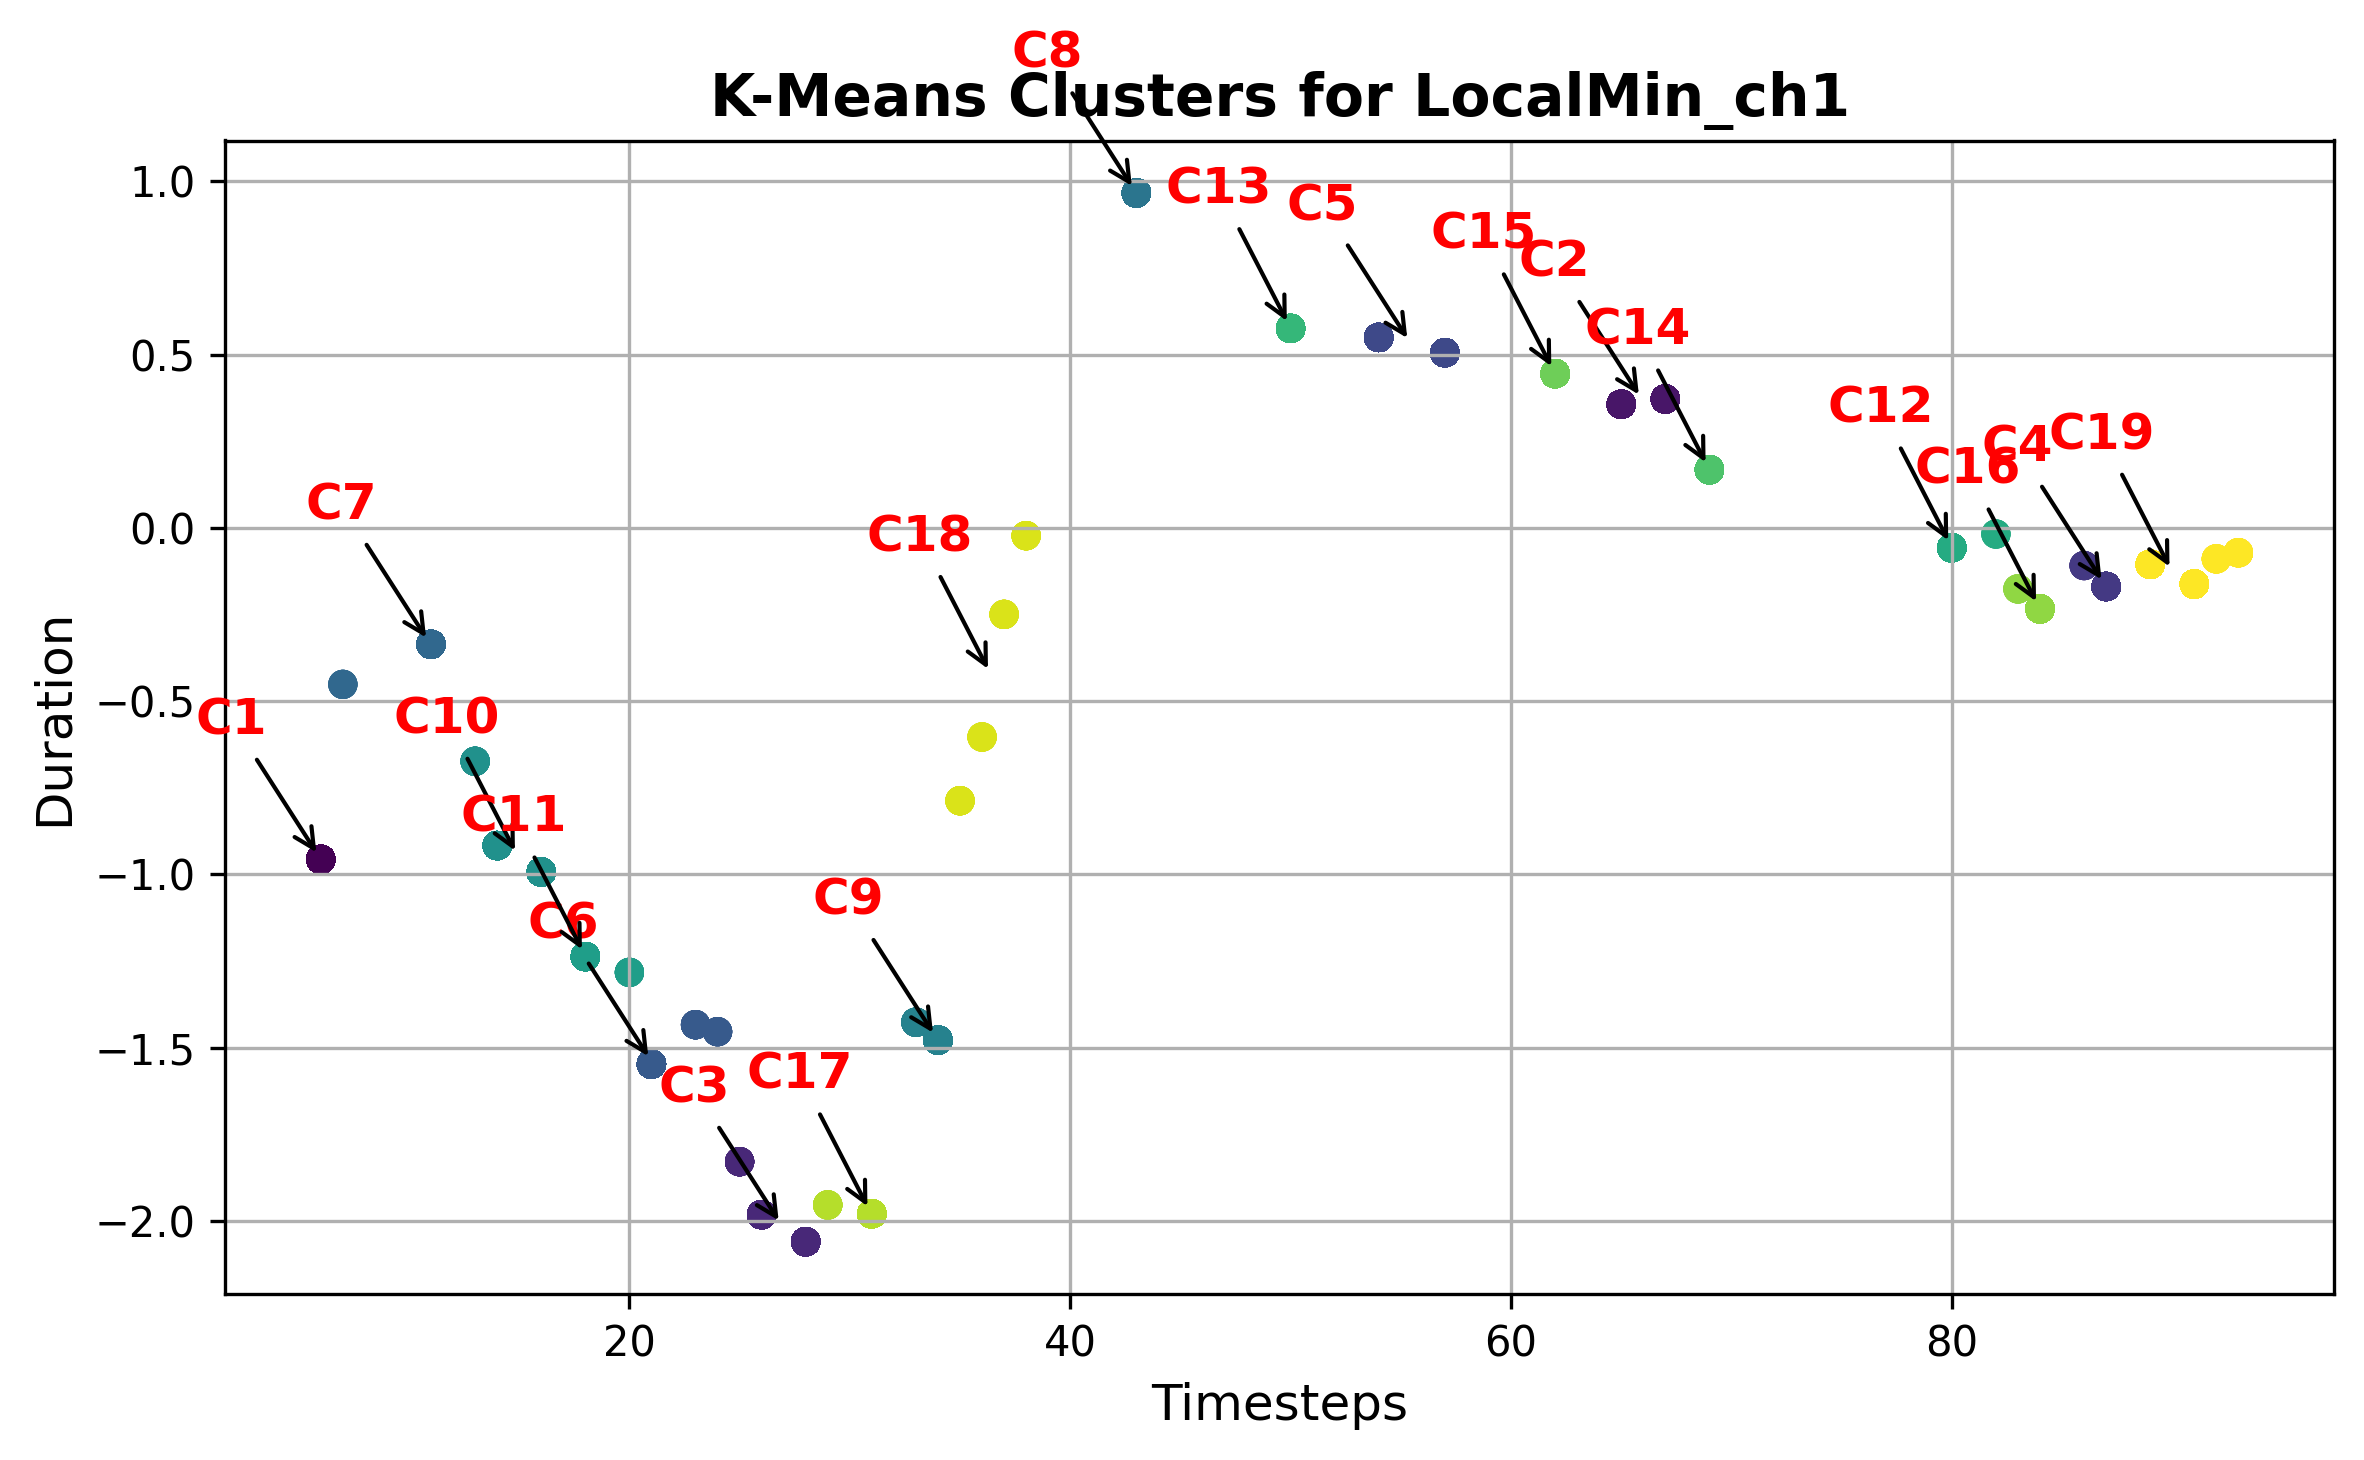 C8
K-Means Clusters for LocalMin_ch1
1.0
C13
C5
C15
C2
C14
0.5
C12
C19
C4
C16
C7
0.0
C18
−0.5
C1
C10
C11
Duration
−1.0
C9
C6
−1.5
C17
C3
−2.0
20
40
60
80
Timesteps